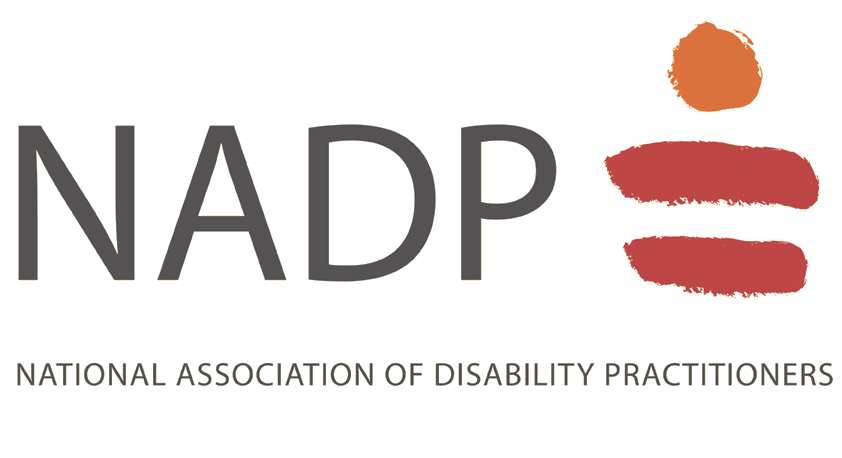 NADP
NATIONAL ASSOCIATION OF DISABILITY PRACTITIONERS